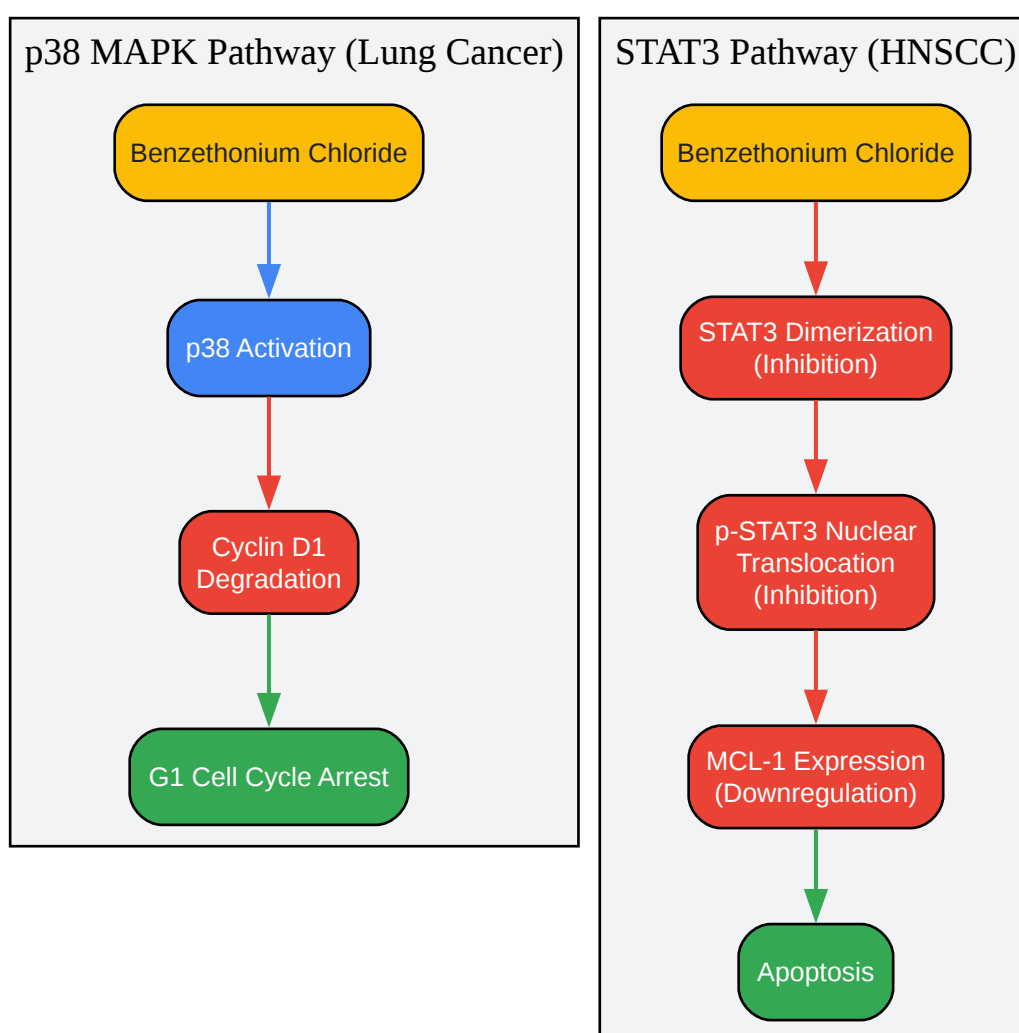 p38 MAPK Pathway (Lung Cancer)
Benzethonium Chloride
p38 Activation
Cyclin D1
Degradation
G1 Cell Cycle Arrest
STAT3 Pathway (HNSCC)
Benzethonium Chloride
STAT3 Dimerization
(Inhibition)
p-STAT3 Nuclear
Translocation
(Inhibition)
MCL-1 Expression
(Downregulation)
Apoptosis